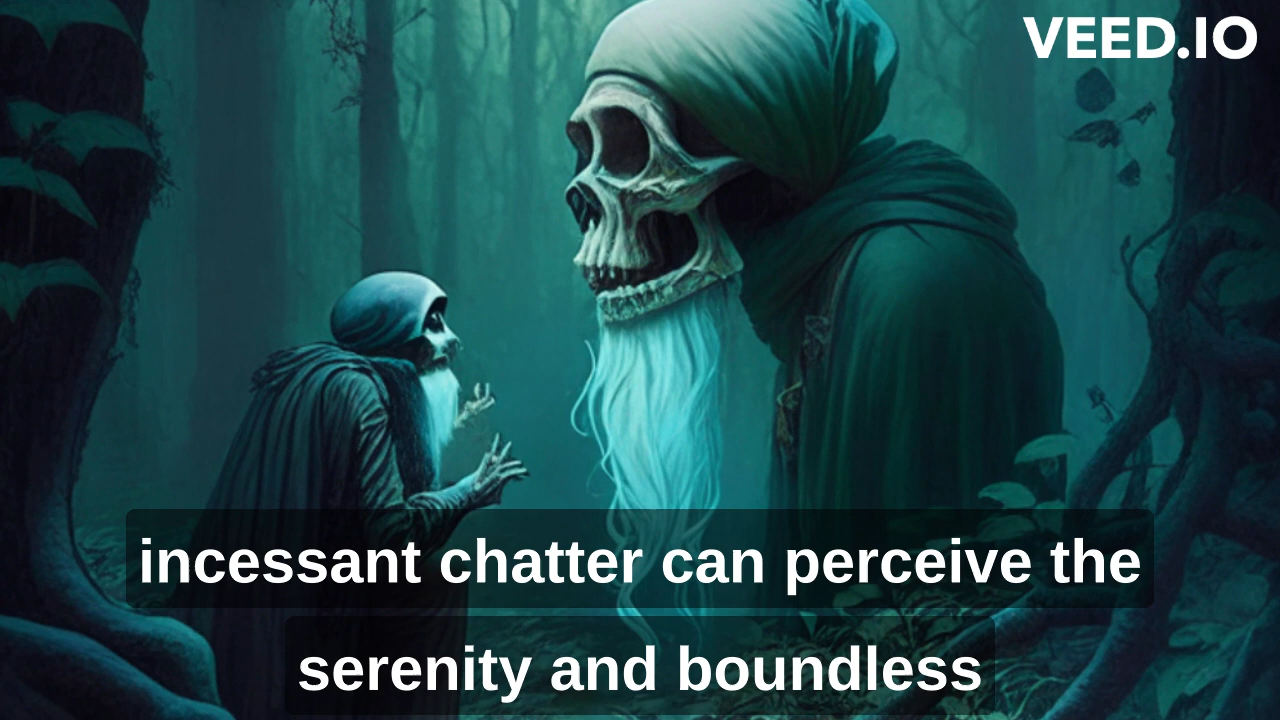 VEED.IO
incessant chatter can perceive the
serenity and boundless